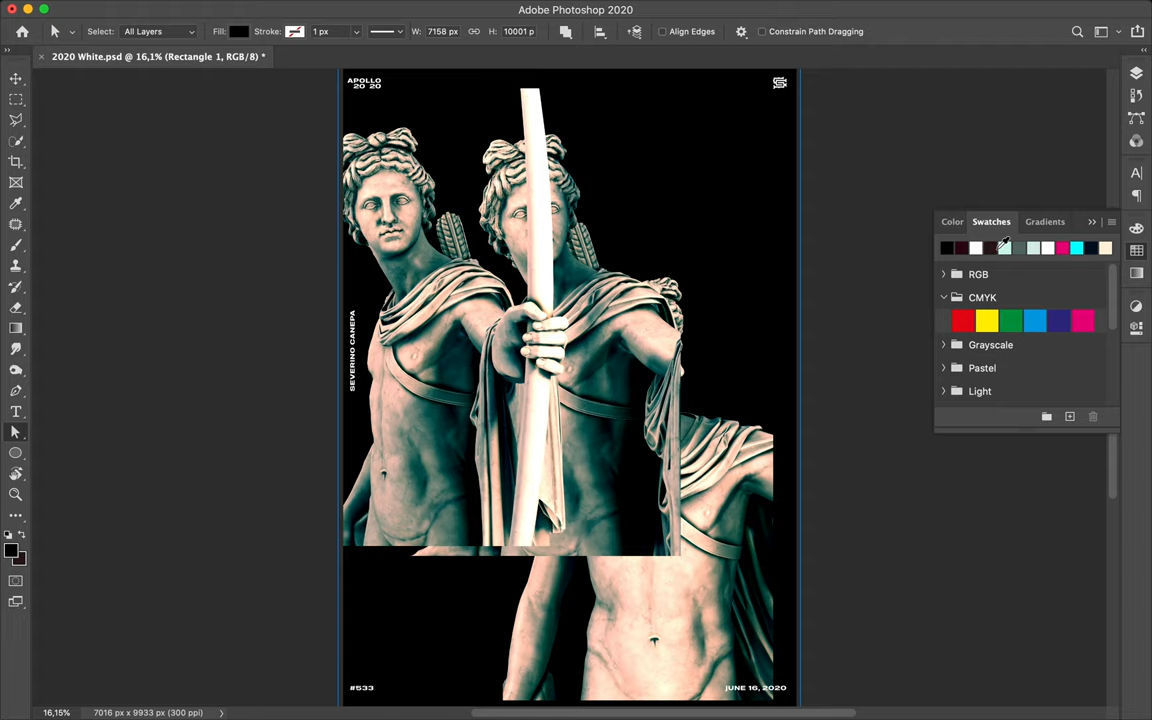 Adobe Photoshop 2020
Select: All Layers Fill: Stroke: 1 px W: 7158 px H: 10001 p Align Edges Constrain Path Dragging
2020 White.psd @ 16,1% (Rectangle 1, RGB/8) *
APOLLO
20 20
SEVERINO CANEPA
#533
JUNE 16, 2020
Color Swatches Gradients
RGB
CMYK
Grayscale
Pastel
Light
16,15% 7016 px x 9933 px (300 ppi)